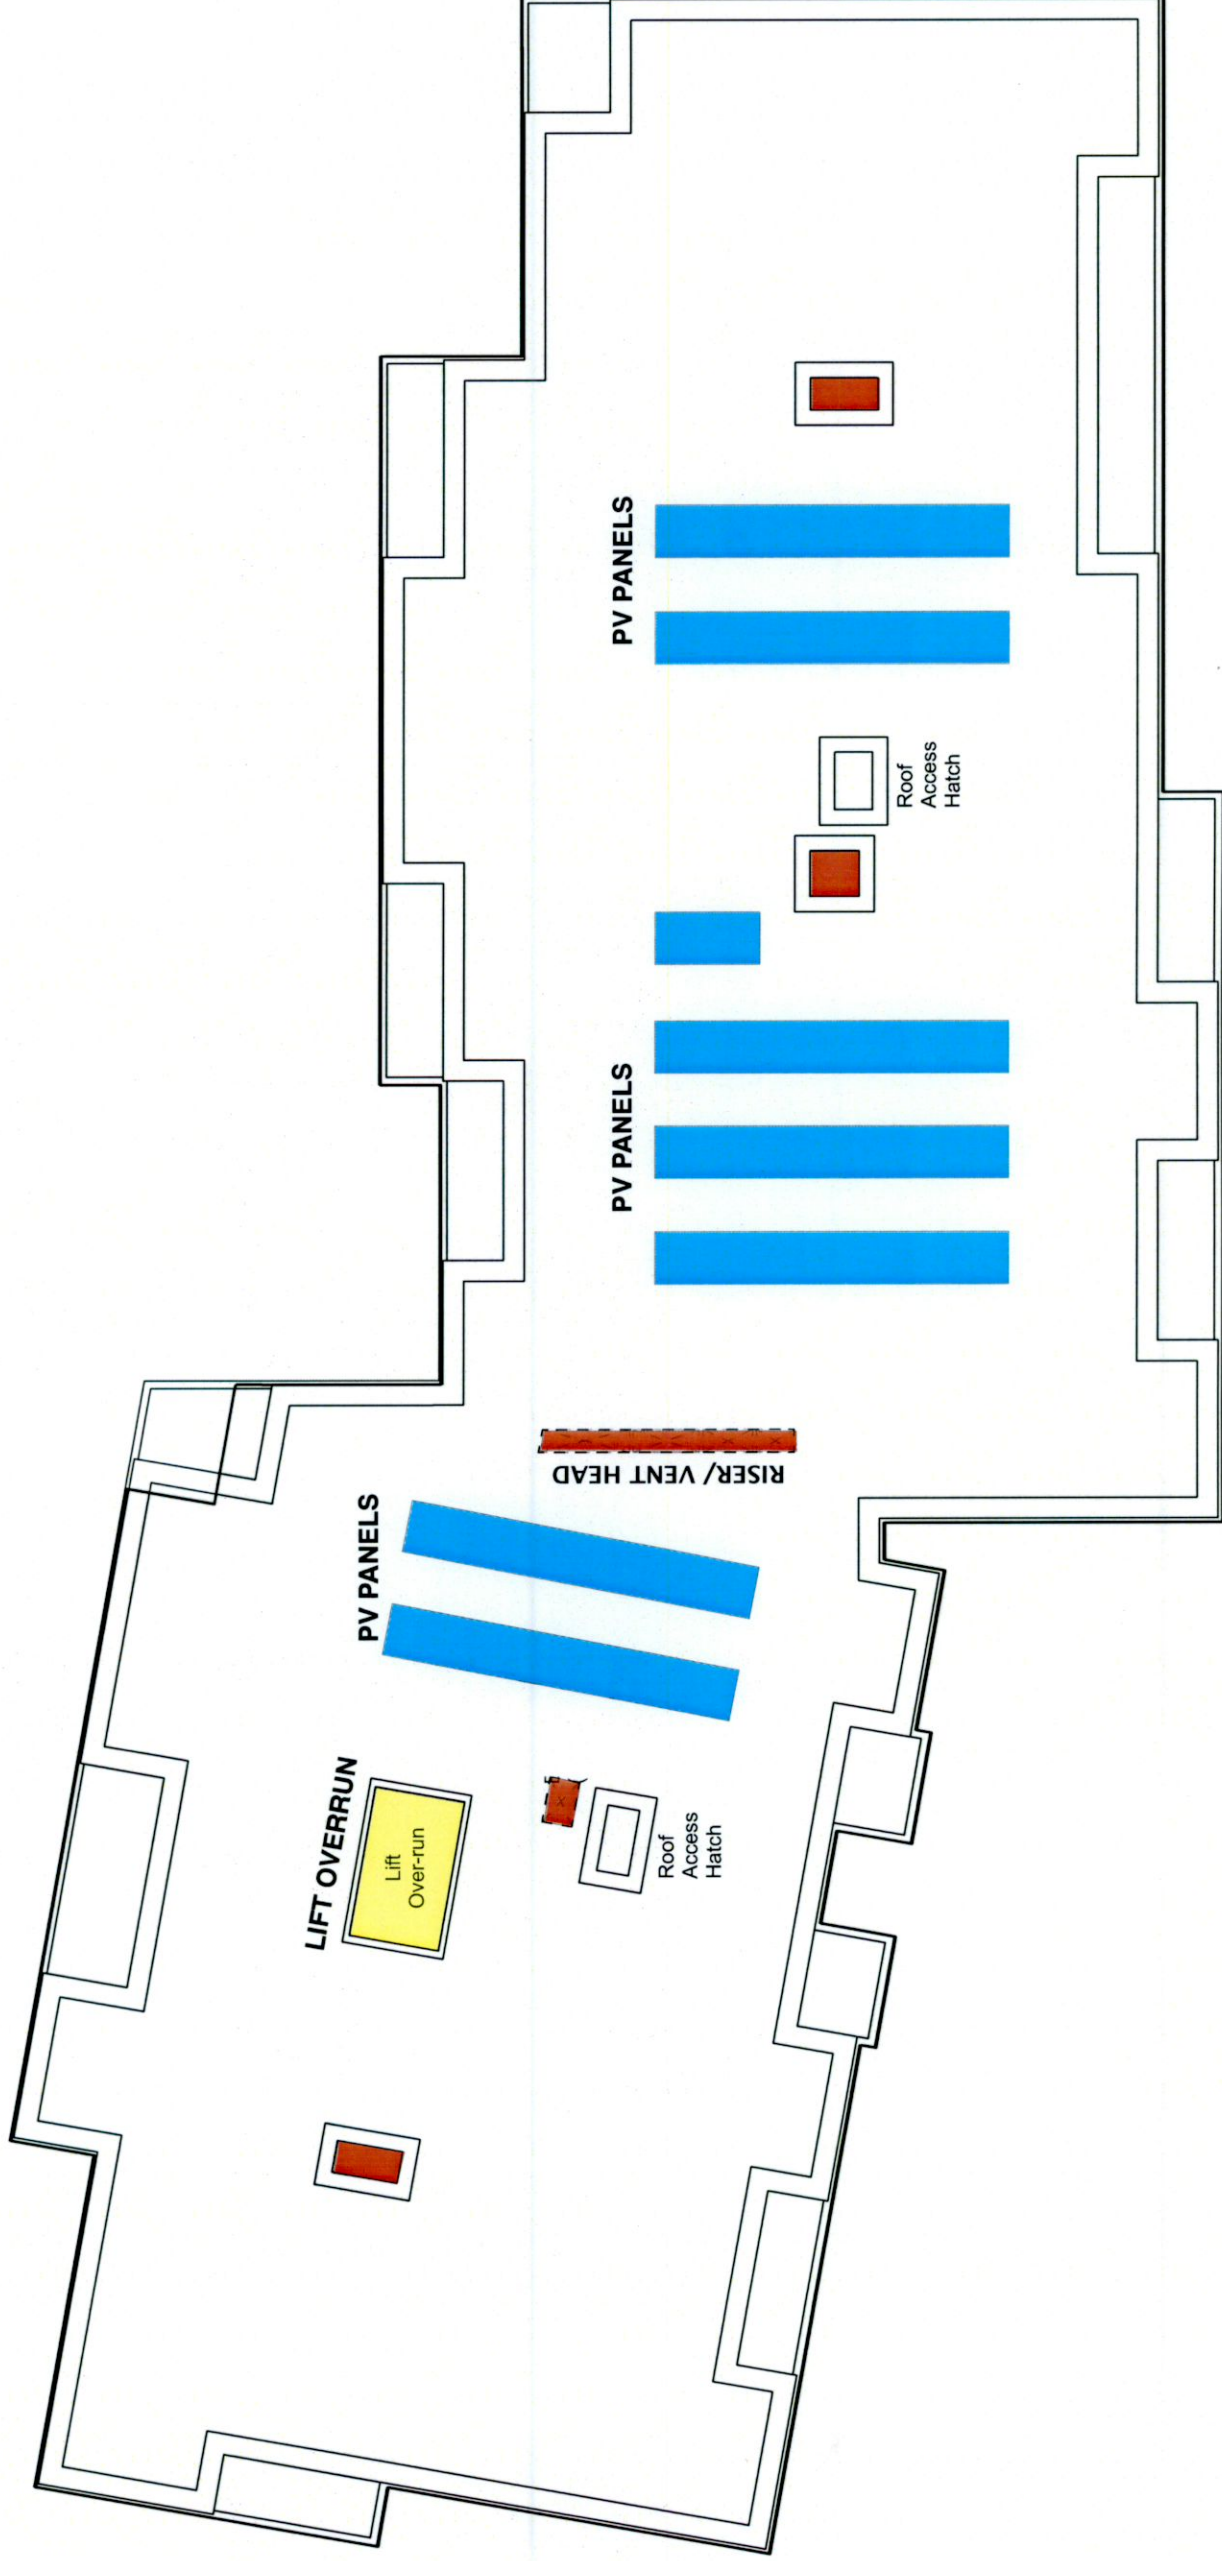 PV PANELS
Roof
Access
Hatch
PV PANELS
RISER/ VENT HEAD
PV PANELS
LIFT OVERRUN
Lift
Over-run
Roof
Access
Hatch